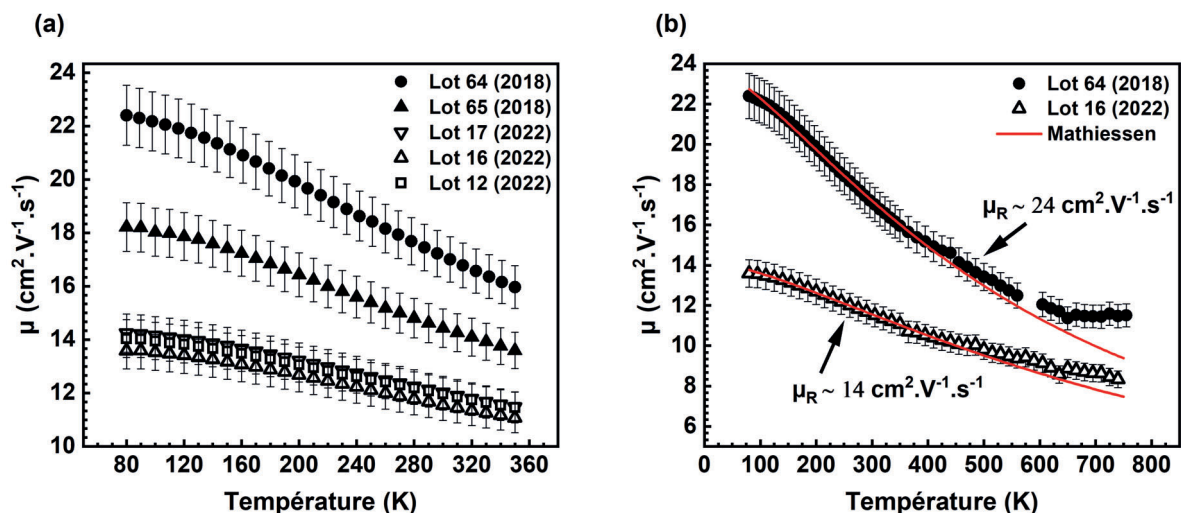 (a)
24
22
20
18
16
14
12
10
µ (cm².V⁻¹.s⁻¹)
Lot 64 (2018)
Lot 65 (2018)
Lot 17 (2022)
Lot 16 (2022)
Lot 12 (2022)
80 120 160 200 240 280 320 360
Température (K)
(b)
24
22
20
18
16
14
12
10
8
6
µ (cm².V⁻¹.s⁻¹)
Lot 64 (2018)
Lot 16 (2022)
Mathiessen
µR ~ 24 cm².V⁻¹.s⁻¹
µR ~ 14 cm².V⁻¹.s⁻¹
0 100 200 300 400 500 600 700 800
Température (K)